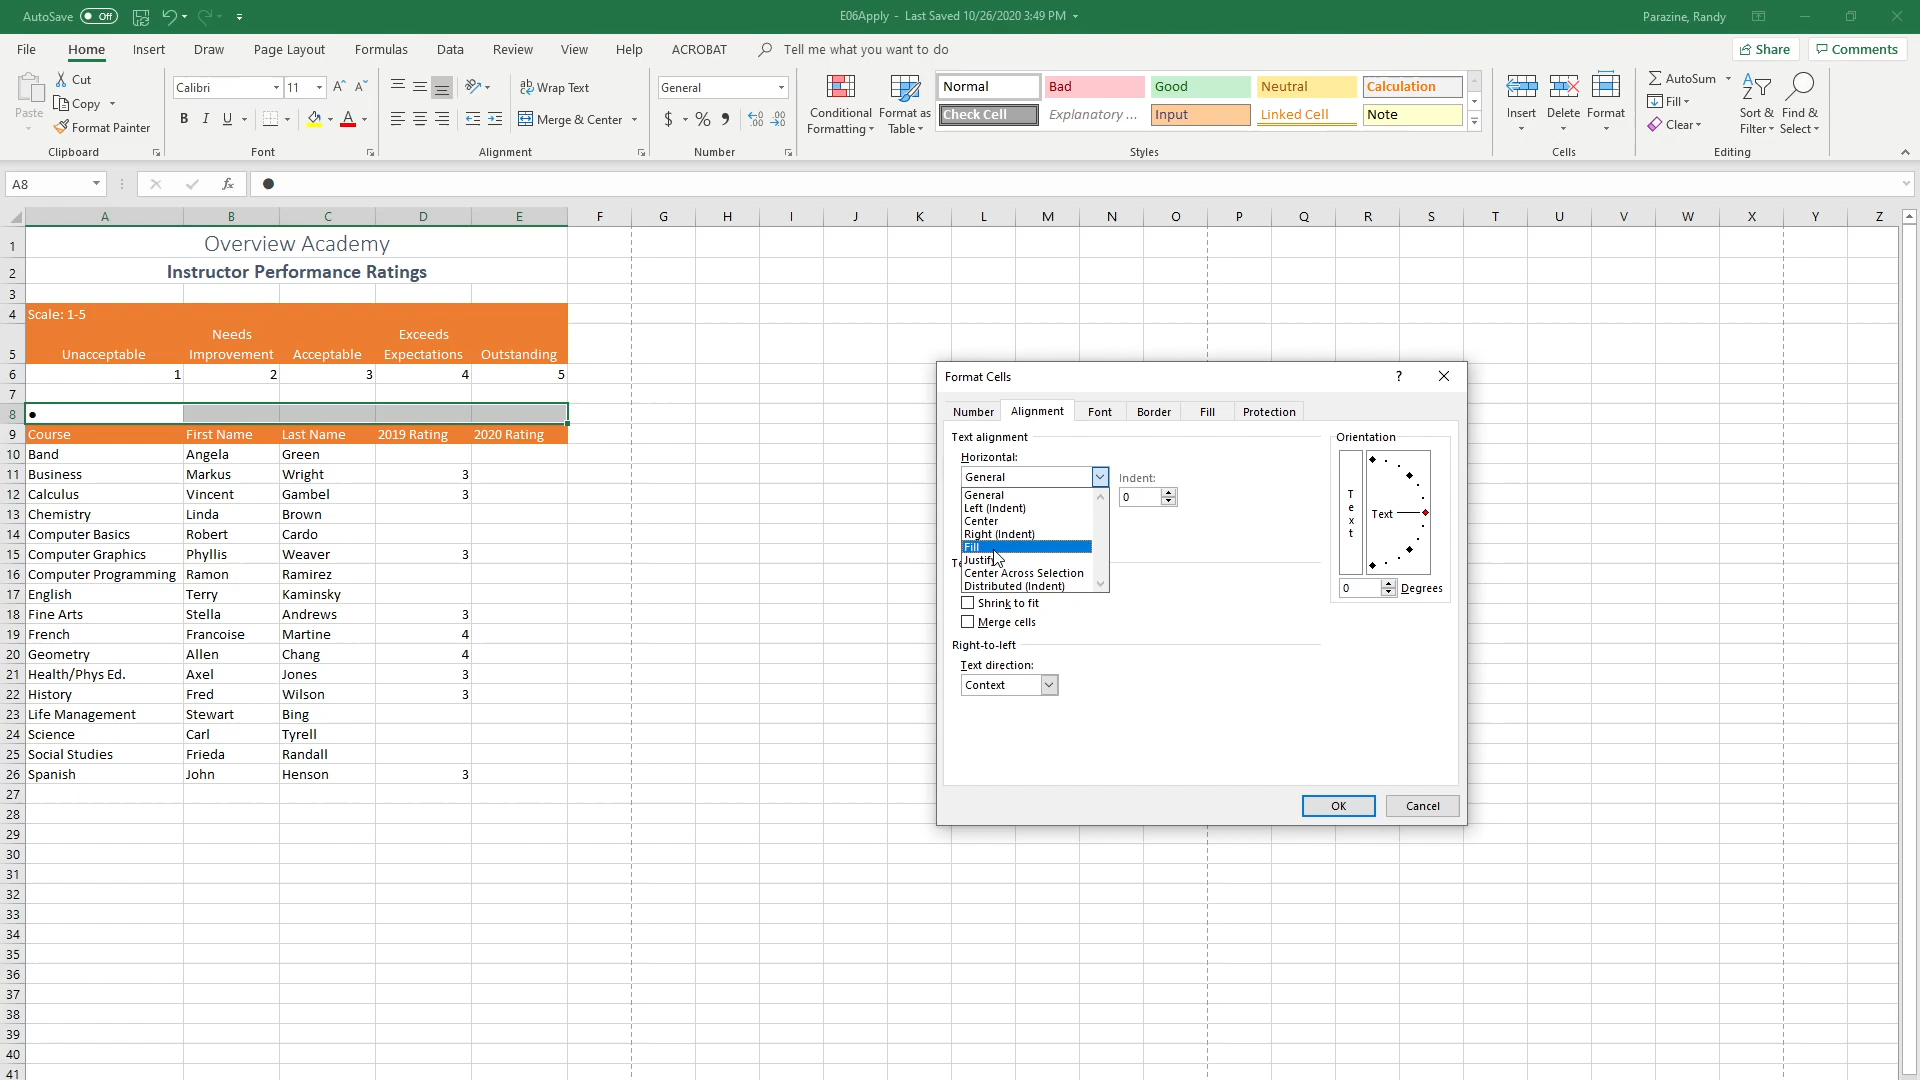 AutoSave Off E06Apply - Last Saved 10/26/2020 3:49 PM Parazine, Randy
File Home Insert Draw Page Layout Formulas Data Review View Help ACROBAT Tell me what you want to do Share Comments
Paste Cut Copy Format Painter Clipboard
Calibri 11 B I U A Font
Wrap Text Merge & Center Alignment
General $ % Number
Conditional Formatting Format as Table
Normal Bad Good Neutral Calculation
Check Cell Explanatory ... Input Linked Cell Note
Styles
Insert Delete Format Cells
AutoSum Fill Clear Sort & Filter Find & Select Editing
A8 fx ●
A B C D E F G H I J K L M N O P Q R S T U V W X Y Z
1 Overview Academy
2 Instructor Performance Ratings
3
4 Scale: 1-5
Needs Exceeds
5 Unacceptable Improvement Acceptable Expectations Outstanding
6 1 2 3 4 5
7
8 ●
9 Course First Name Last Name 2019 Rating 2020 Rating
10 Band Angela Green
11 Business Markus Wright 3
12 Calculus Vincent Gambel 3
13 Chemistry Linda Brown
14 Computer Basics Robert Cardo
15 Computer Graphics Phyllis Weaver 3
16 Computer Programming Ramon Ramirez
17 English Terry Kaminsky
18 Fine Arts Stella Andrews 3
19 French Francoise Martine 4
20 Geometry Allen Chang 4
21 Health/Phys Ed. Axel Jones 3
22 History Fred Wilson 3
23 Life Management Stewart Bing
24 Science Carl Tyrell
25 Social Studies Frieda Randall
26 Spanish John Henson 3
27
28
29
30
31
32
33
34
35
36
37
38
39
40
41
Format Cells ?
Number Alignment Font Border Fill Protection
Text alignment
Horizontal:
General Indent:
0
General
Left (Indent)
Center
Right (Indent)
Fill
Justify
Center Across Selection
Distributed (Indent)
Shrink to fit
Merge cells
Right-to-left
Text direction:
Context
Orientation
T
e
x
t
Text
0 Degrees
OK Cancel